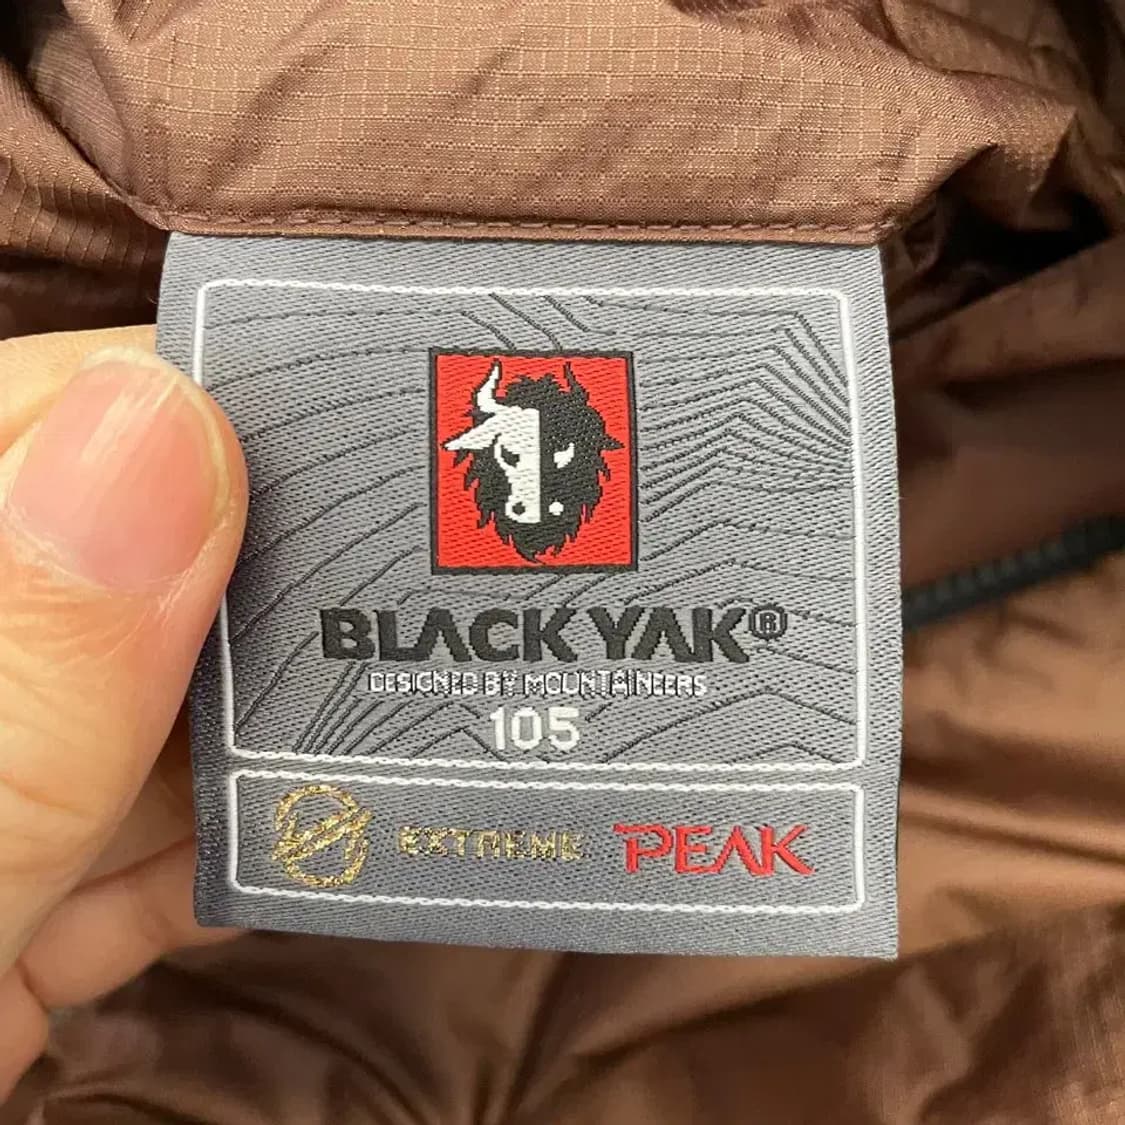 BLACK YAK®
DESIGNED BY MOUNTAINEERS
105
EXTREME PEAK